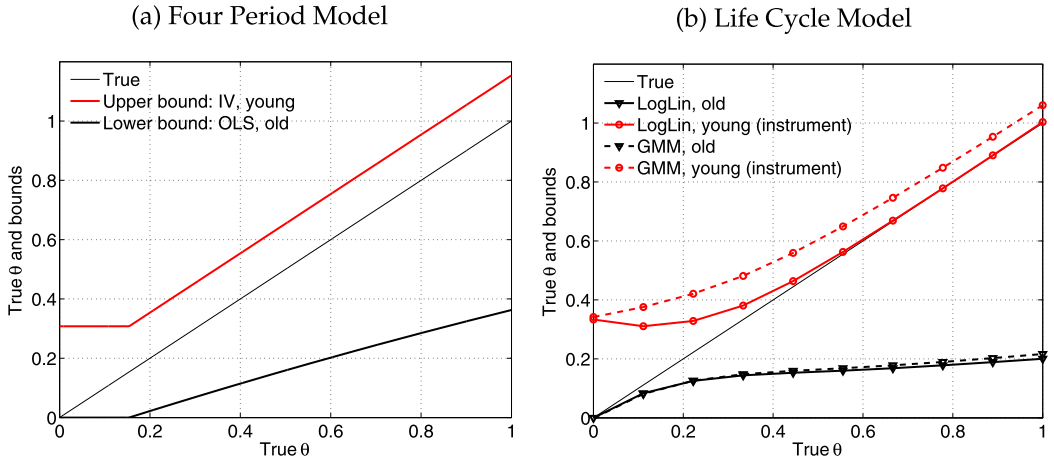 (a) Four Period Model
True
Upper bound: IV, young
Lower bound: OLS, old
True θ and bounds
1
0.8
0.6
0.4
0.2
0
0 0.2 0.4 0.6 0.8 1
True θ
(b) Life Cycle Model
True
LogLin, old
LogLin, young (instrument)
GMM, old
GMM, young (instrument)
True θ and bounds
1
0.8
0.6
0.4
0.2
0
0 0.2 0.4 0.6 0.8 1
True θ